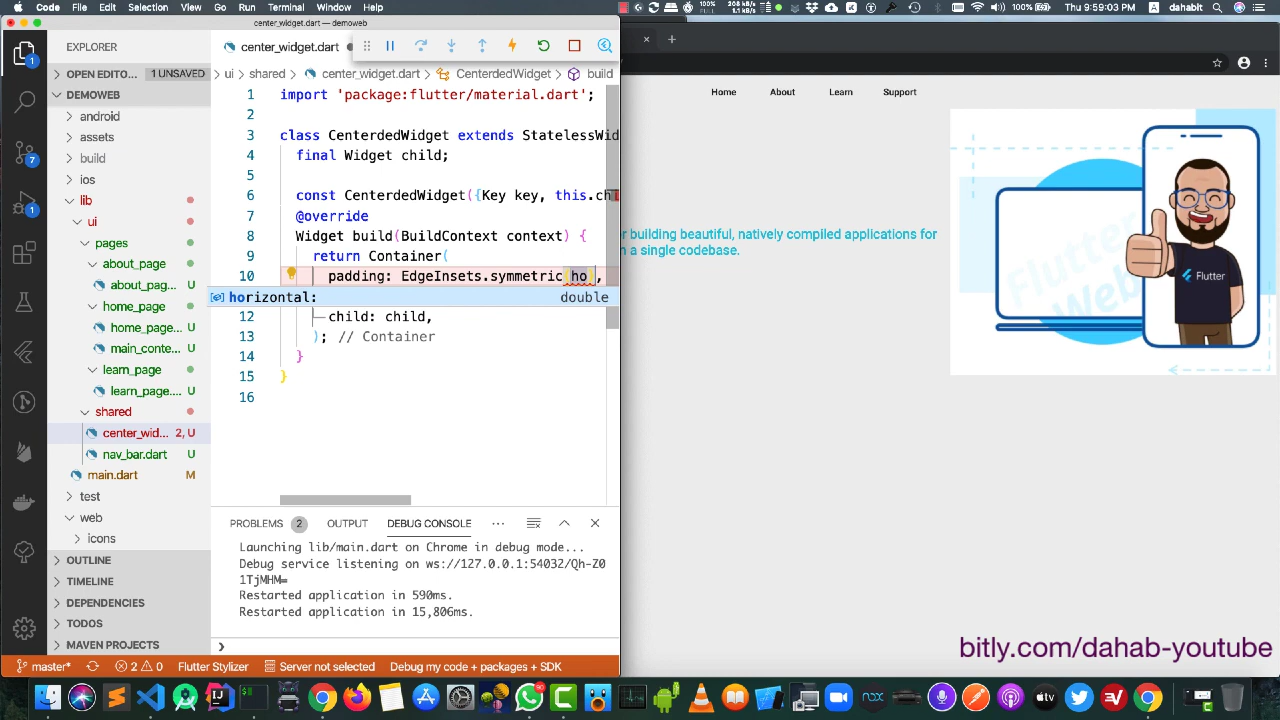 Code File Edit Selection View Go Run Terminal Window Help
100% Thu 7:59:03 PM dahabit
center_widget.dart — demoweb
EXPLORER
OPEN EDITO... 1 UNSAVED
DEMOWEB
android
assets
build
ios
lib
ui
pages
about_page
about_pag... U
home_page
home_page... U
main_conte... U
learn_page
learn_page.... U
shared
center_wid... 2, U
nav_bar.dart U
main.dart M
test
web
icons
OUTLINE
TIMELINE
DEPENDENCIES
TODOS
MAVEN PROJECTS
center_widget.dart
ui shared center_widget.dart CenterdedWidget build
1 import 'package:flutter/material.dart';
2
3 class CenterdedWidget extends StatelessWid
4 final Widget child;
5
6 const CenterdedWidget({Key key, this.chi
7 @override
8 Widget build(BuildContext context) {
9 return Container(
10 padding: EdgeInsets.symmetric(ho),
horizontal: double
12 child: child,
13 ); // Container
14 }
15 }
16
PROBLEMS 2 OUTPUT DEBUG CONSOLE ...
Launching lib/main.dart on Chrome in debug mode...
Debug service listening on ws://127.0.0.1:54032/Qh-Z0
1TjMHM=
Restarted application in 590ms.
Restarted application in 15,806ms.
master* 2 0 Flutter Stylizer Server not selected Debug my code + packages + SDK
Home About Learn Support
r building beautiful, natively compiled applications for
n a single codebase.
Flutter
Web
Flutter
bitly.com/dahab-youtube